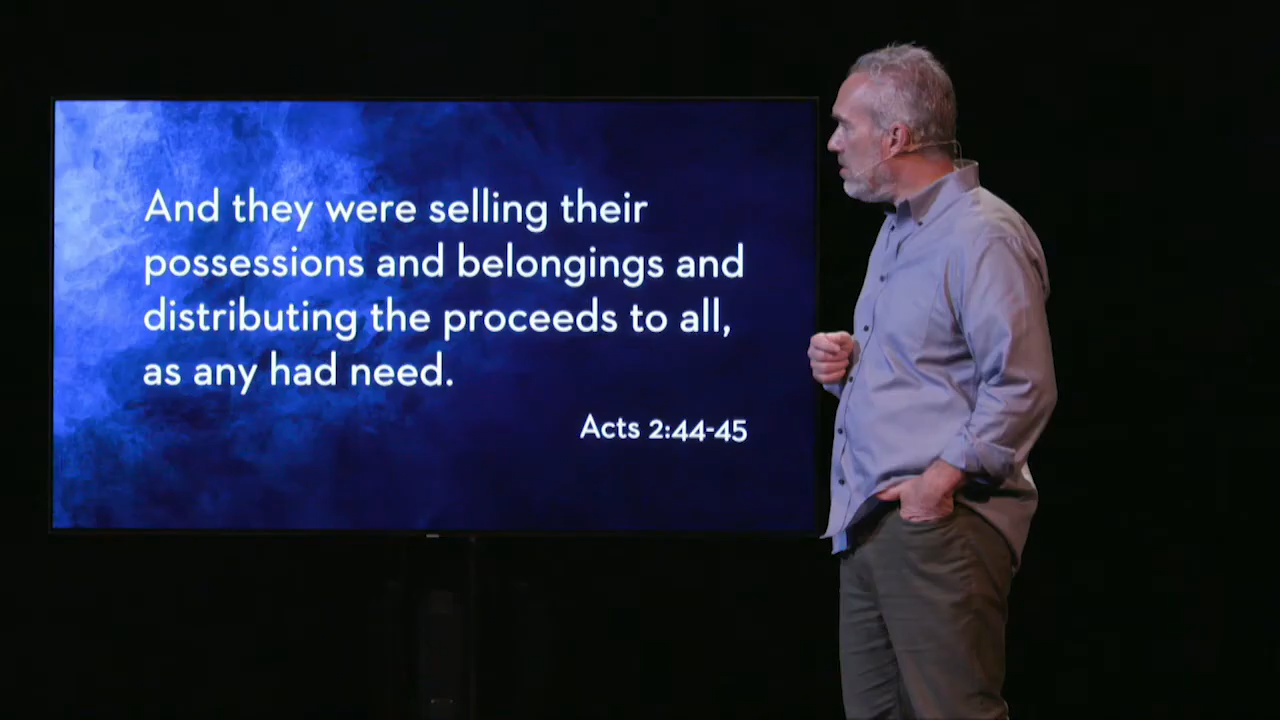 And they were selling their
possessions and belongings and
distributing the proceeds to all,
as any had need.
Acts 2:44-45